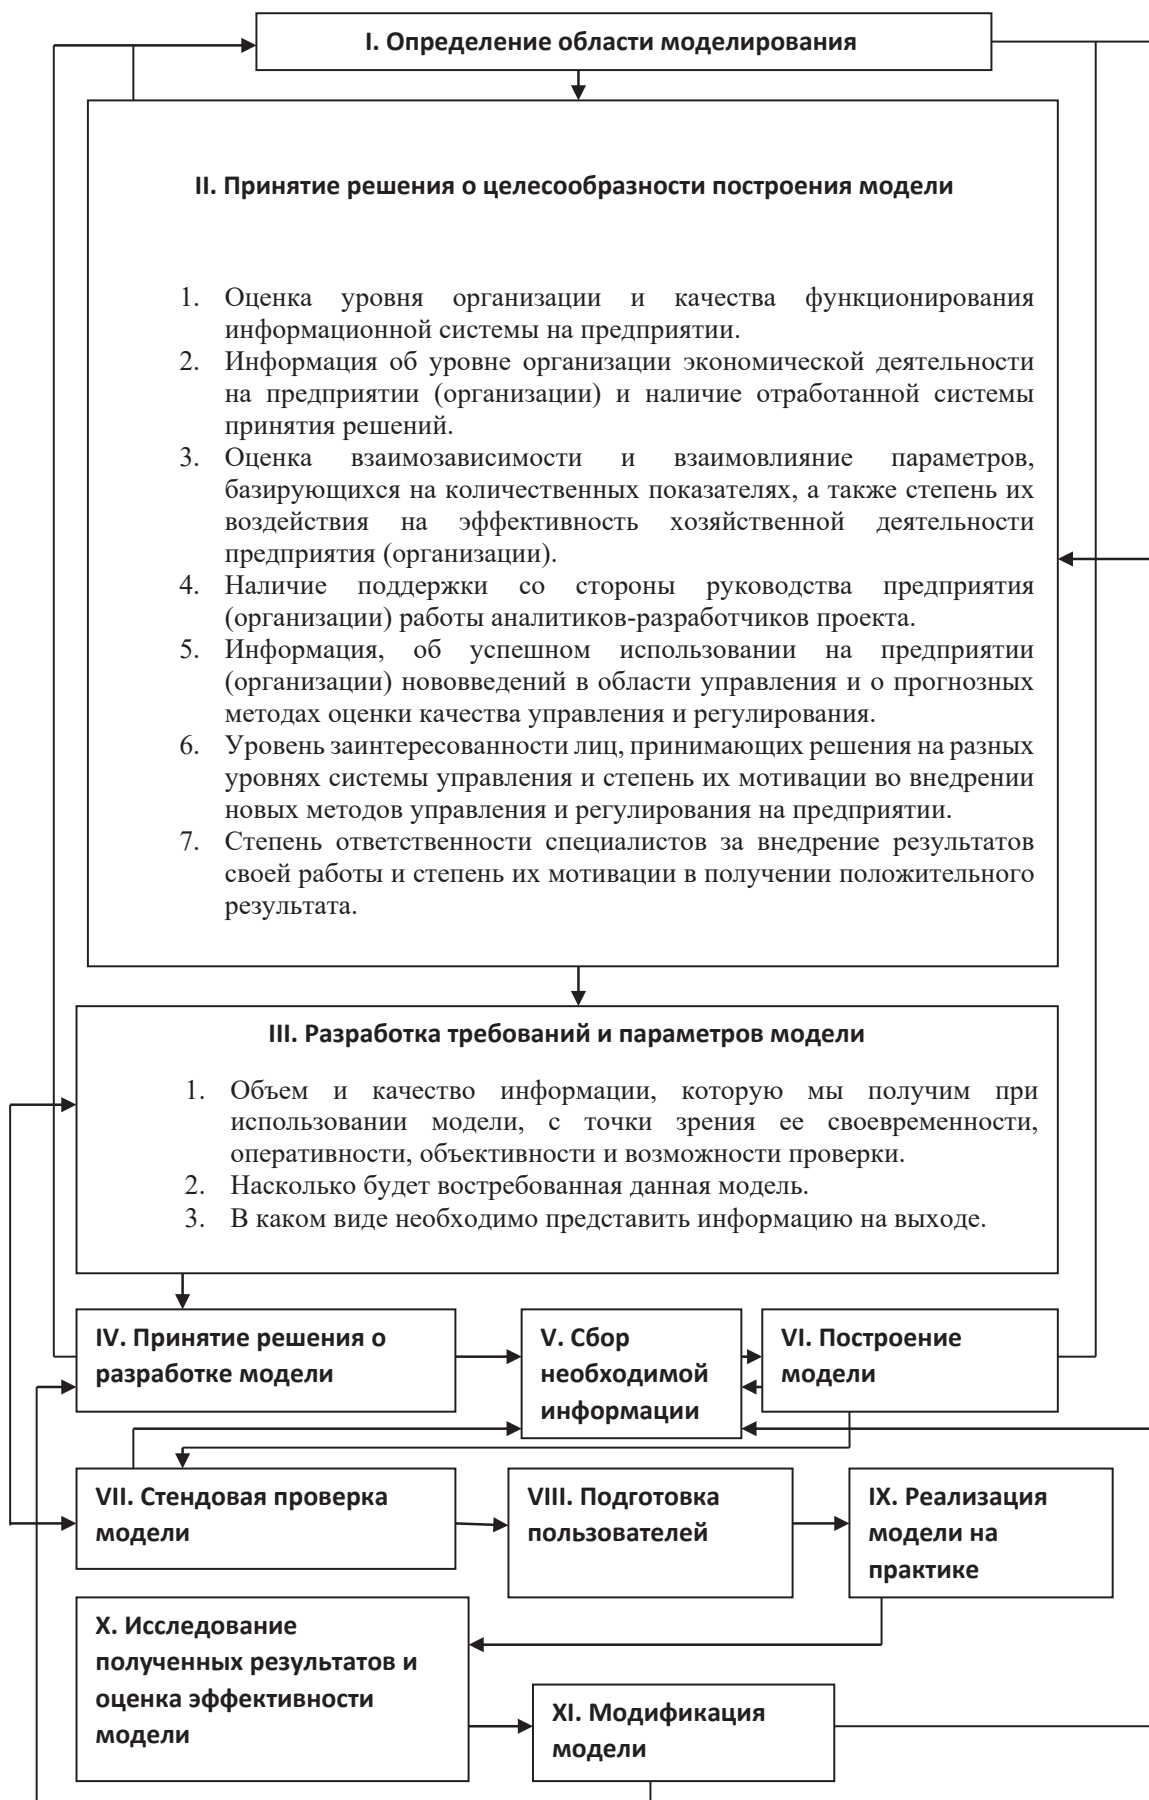 I. Определение области моделирования
II. Принятие решения о целесообразности построения модели
1. Оценка уровня организации и качества функционирования
информационной системы на предприятии.
2. Информация об уровне организации экономической деятельности
на предприятии (организации) и наличие отработанной системы
принятия решений.
3. Оценка взаимозависимости и взаимовлияние параметров,
базирующихся на количественных показателях, а также степень их
воздействия на эффективность хозяйственной деятельности
предприятия (организации).
4. Наличие поддержки со стороны руководства предприятия
(организации) работы аналитиков-разработчиков проекта.
5. Информация, об успешном использовании на предприятии
(организации) нововведений в области управления и о прогнозных
методах оценки качества управления и регулирования.
6. Уровень заинтересованности лиц, принимающих решения на разных
уровнях системы управления и степень их мотивации во внедрении
новых методов управления и регулирования на предприятии.
7. Степень ответственности специалистов за внедрение результатов
своей работы и степень их мотивации в получении положительного
результата.
III. Разработка требований и параметров модели
1. Объем и качество информации, которую мы получим при
использовании модели, с точки зрения ее своевременности,
оперативности, объективности и возможности проверки.
2. Насколько будет востребованная данная модель.
3. В каком виде необходимо представить информацию на выходе.
IV. Принятие решения о
разработке модели
V. Сбор
необходимой
информации
VI. Построение
модели
VII. Стендовая проверка
модели
VIII. Подготовка
пользователей
IX. Реализация
модели на
практике
X. Исследование
полученных результатов и
оценка эффективности
модели
XI. Модификация
модели